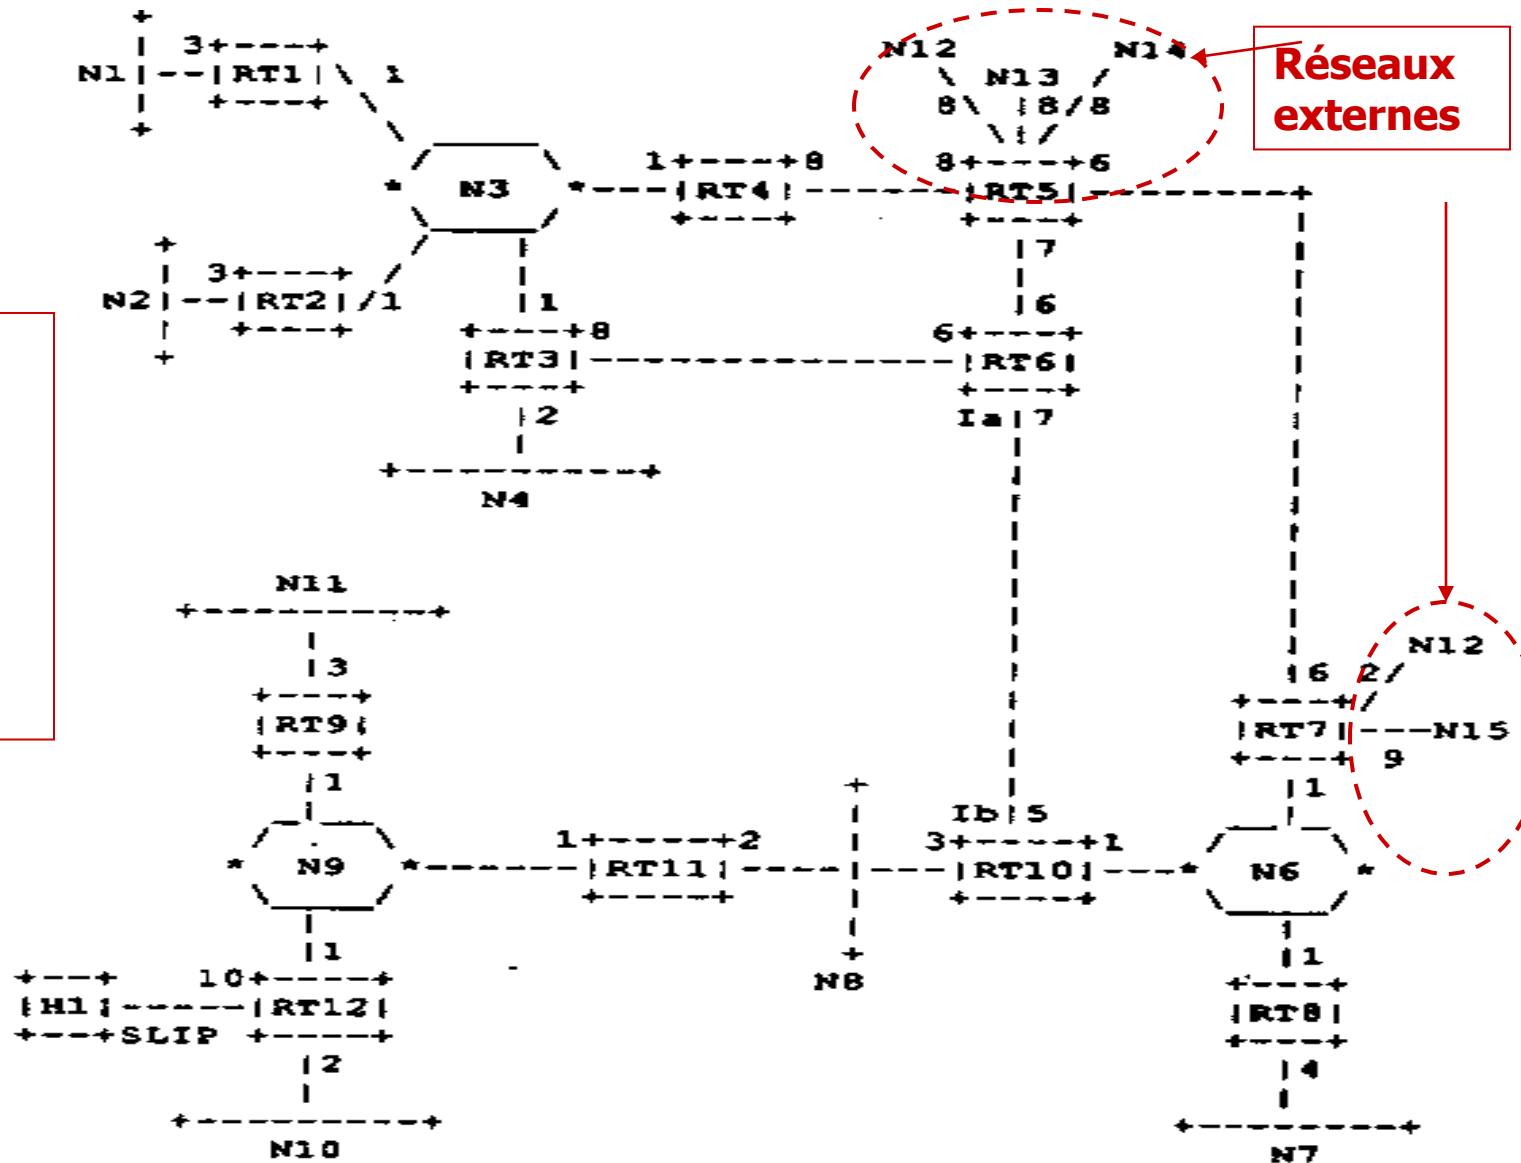 +
| 3+----+ N12 N14
N1|--|RT1|\ 1 \ N13 / Réseaux
| +----+ \ 8\ |8/8 externes
+ \ \|/
/‾‾‾‾\ 1+----+8 8+----+6
* N3 *---|RT4|------|RT5|--------+
\____/ +----+ +----+ |
+ / | |7 |
| 3+----+ / | | |
N2|--|RT2|/1 |1 |6 |
| +----+ +----+8 6+----+ |
+ |RT3|--------------|RT6| |
+----+ +----+ |
|2 Ia|7 |
| | |
+-----------+ | |
N4 | |
N11 | |
+-----------+ | |
| | | N12
|3 | |6 2/
+----+ | +----+/
|RT9| | |RT7|---N15
+----+ | +----+ 9
|1 + | |1
| | Ib|5 |
/‾‾‾‾\ 1+-----+2 | 3+-----+1 /‾‾‾‾\
* N9 *------|RT11|----|---|RT10|---* N6 *
\____/ +-----+ | +-----+ \____/
| | |
|1 + |1
+---+ 10+-----+ N8 +----+
|H1|-----|RT12| |RT8|
+---+SLIP +-----+ +----+
|2 |4
| |
+-----------+ +---------+
N10 N7